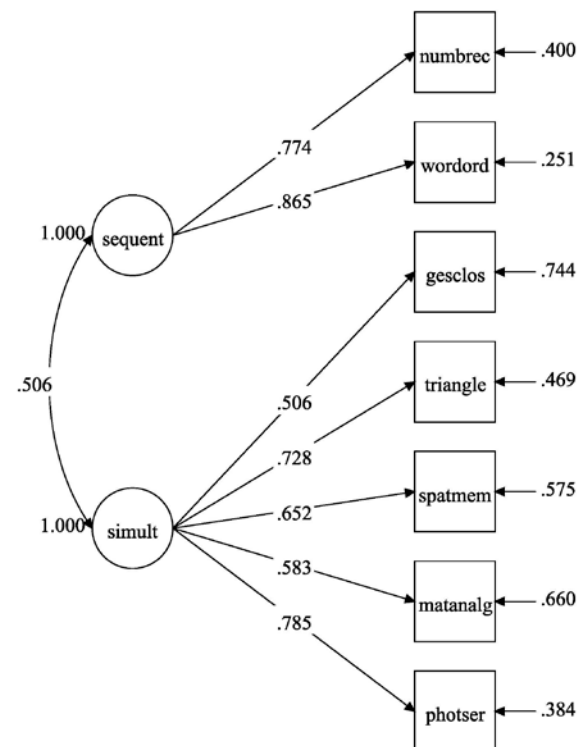 numbrec .400
.774
wordord .251
.865
1.000 sequent
gesclos .744
.506
triangle .469
.506
.728
spatmem .575
.652
1.000 simult
.583
matanalg .660
.785
photser .384